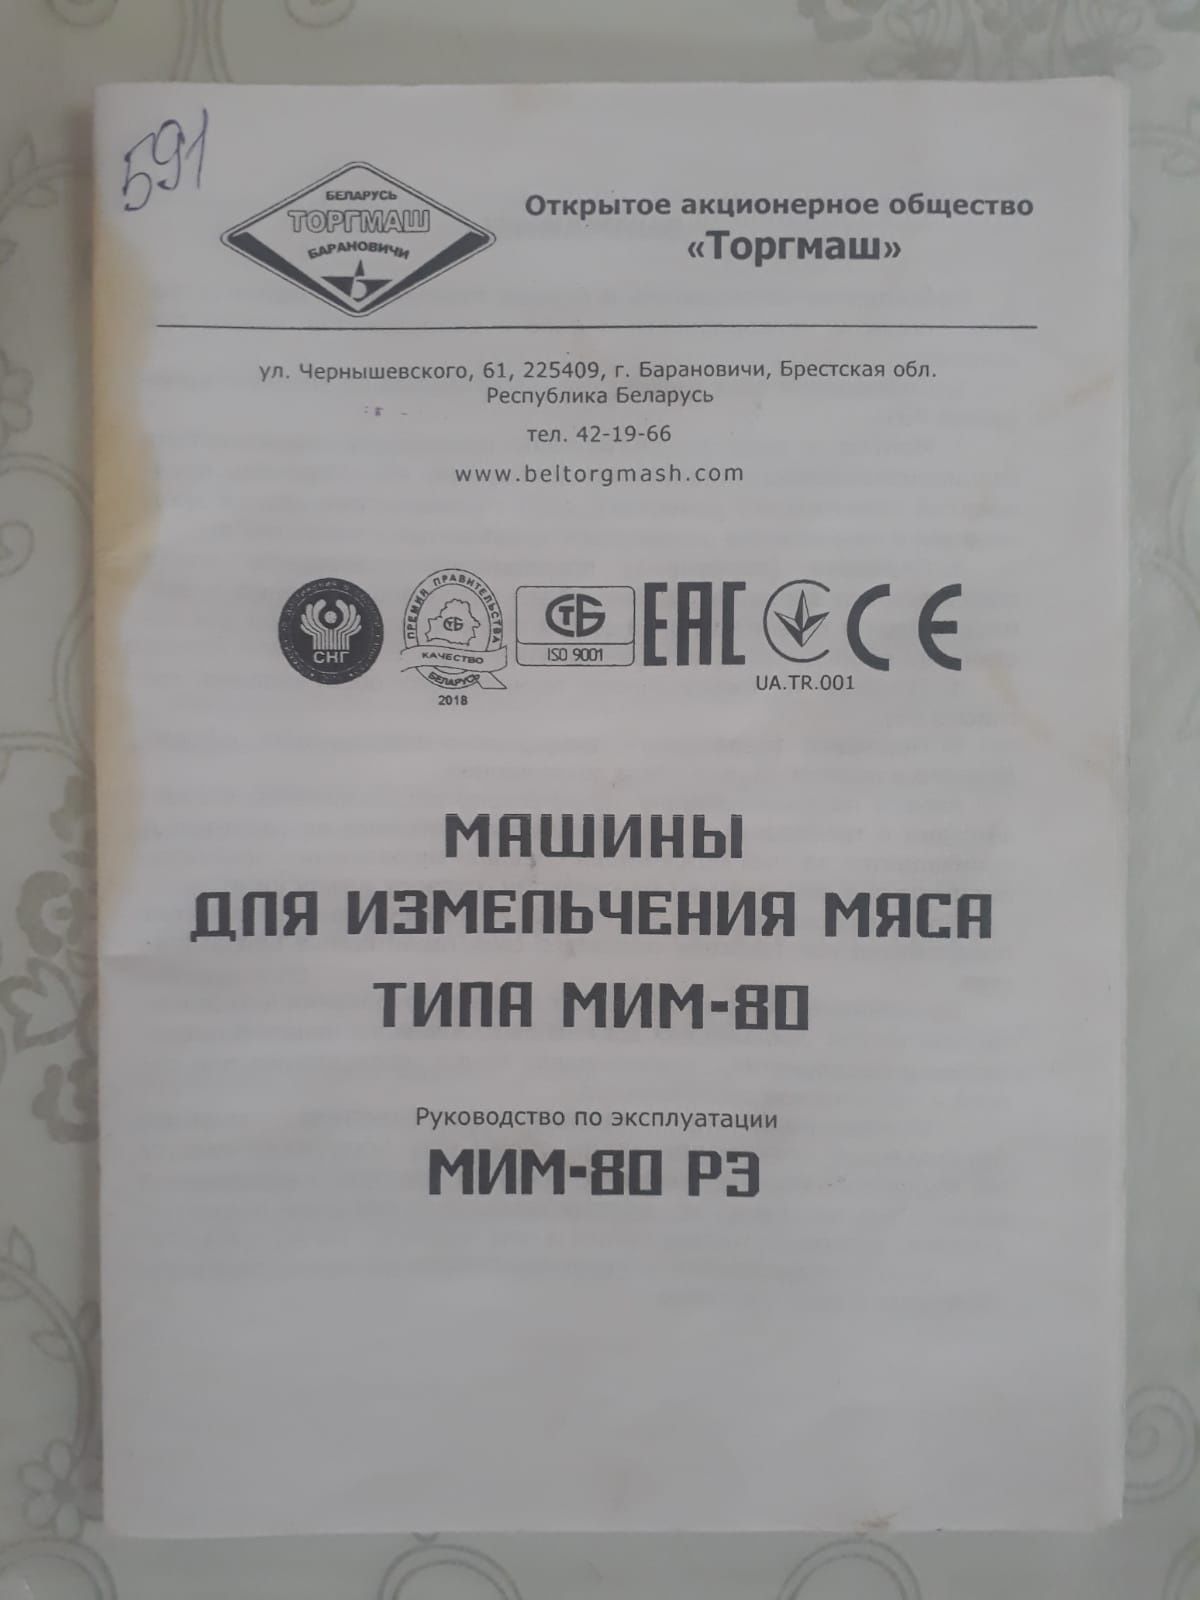 591
БЕЛАРУСЬ
ТОРГМАШ
БАРАНОВИЧИ
Открытое акционерное общество
«Торгмаш»
ул. Чернышевского, 61, 225409, г. Барановичи, Брестская обл.
Республика Беларусь
тел. 42-19-66
www.beltorgmash.com
СНГ
ПРЕМИЯ ПРАВИТЕЛЬСТВА
СТБ
КАЧЕСТВО
БЕЛАРУСЬ
2018
СТБ
ISO 9001
EAC
UA.TR.001
CE
МАШИНЫ
ДЛЯ ИЗМЕЛЬЧЕНИЯ МЯСА
ТИПА МИМ-80
Руководство по эксплуатации
МИМ-80 РЭ